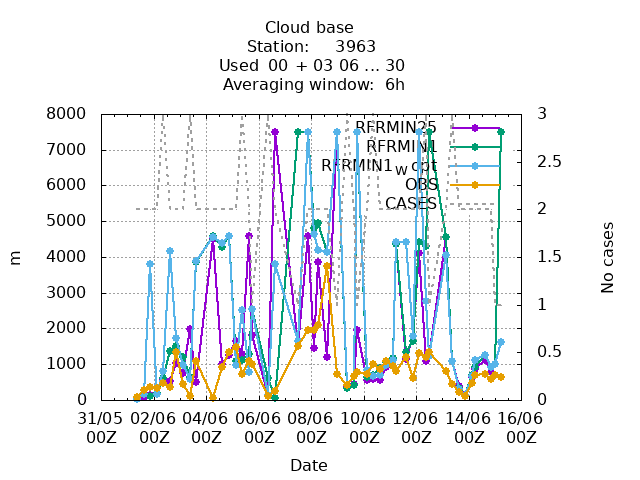 Cloud base
Station: 3963
Used 00 + 03 06 ... 30
Averaging window: 6h
8000
7000
6000
5000
4000
3000
2000
1000
0
m
3
2.5
2
1.5
1
0.5
0
No cases
RFRMIN25
RFRMIN1
RFRMIN1w opt
OBS
CASES
31/05 02/06 04/06 06/06 08/06 10/06 12/06 14/06 16/06
00Z 00Z 00Z 00Z 00Z 00Z 00Z 00Z 00Z
Date